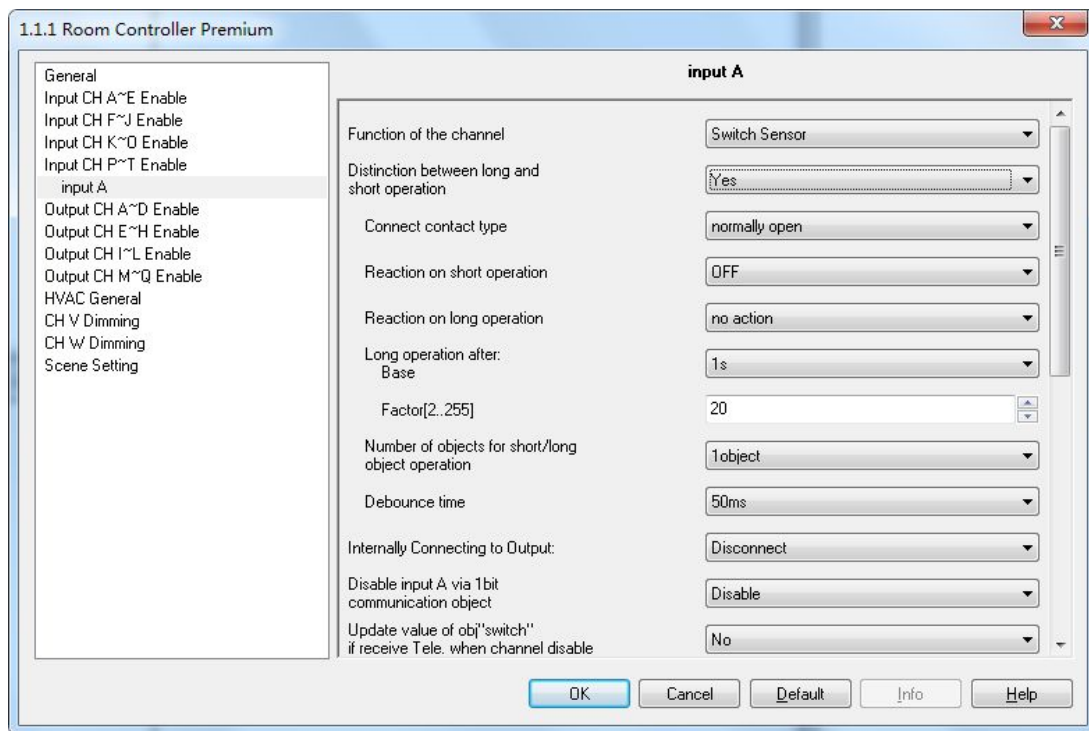 1.1.1 Room Controller Premium
x
General
Input CH A~E Enable
Input CH F~J Enable
Input CH K~O Enable
Input CH P~T Enable
input A
Output CH A~D Enable
Output CH E~H Enable
Output CH I~L Enable
Output CH M~Q Enable
HVAC General
CH V Dimming
CH W Dimming
Scene Setting
input A
Function of the channel
Switch Sensor
Distinction between long and
short operation
Yes
Connect contact type
normally open
Reaction on short operation
OFF
Reaction on long operation
no action
Long operation after:
Base
1s
Factor[2..255]
20
Number of objects for short/long
object operation
1object
Debounce time
50ms
Internally Connecting to Output:
Disconnect
Disable input A via 1bit
communication object
Disable
Update value of obj"switch"
if receive Tele. when channel disable
No
OK
Cancel
Default
Info
Help